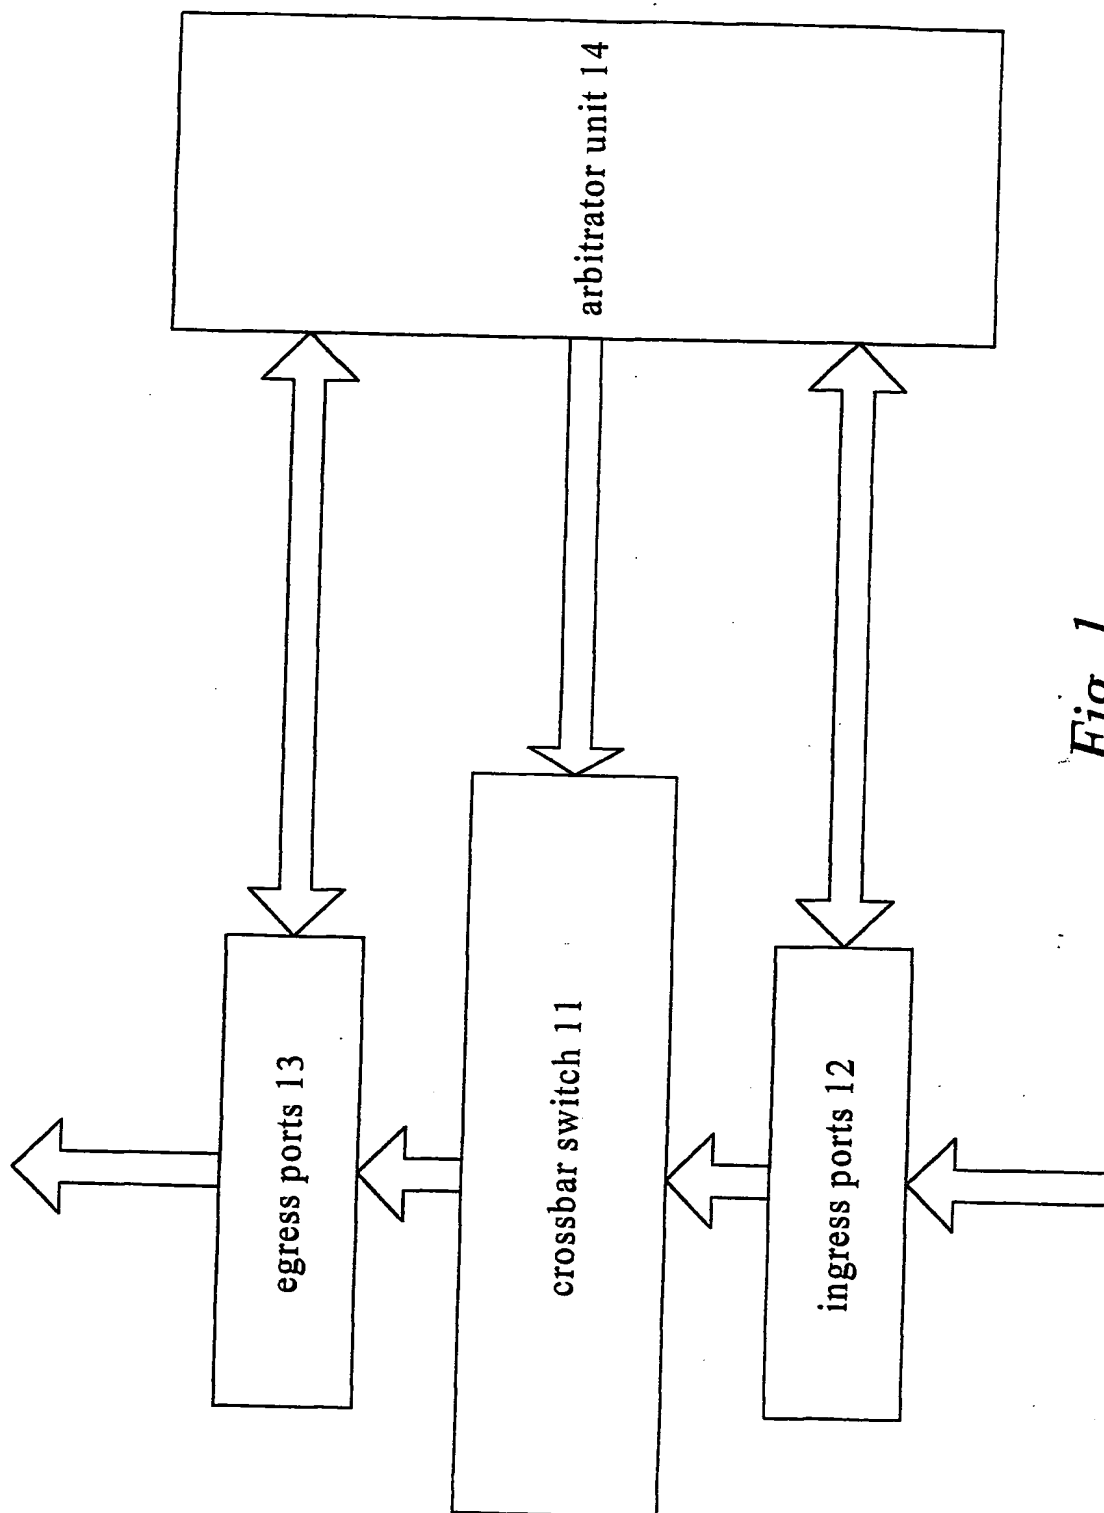 arbitrator unit 14
egress ports 13
crossbar switch 11
ingress ports 12
Fig. 1